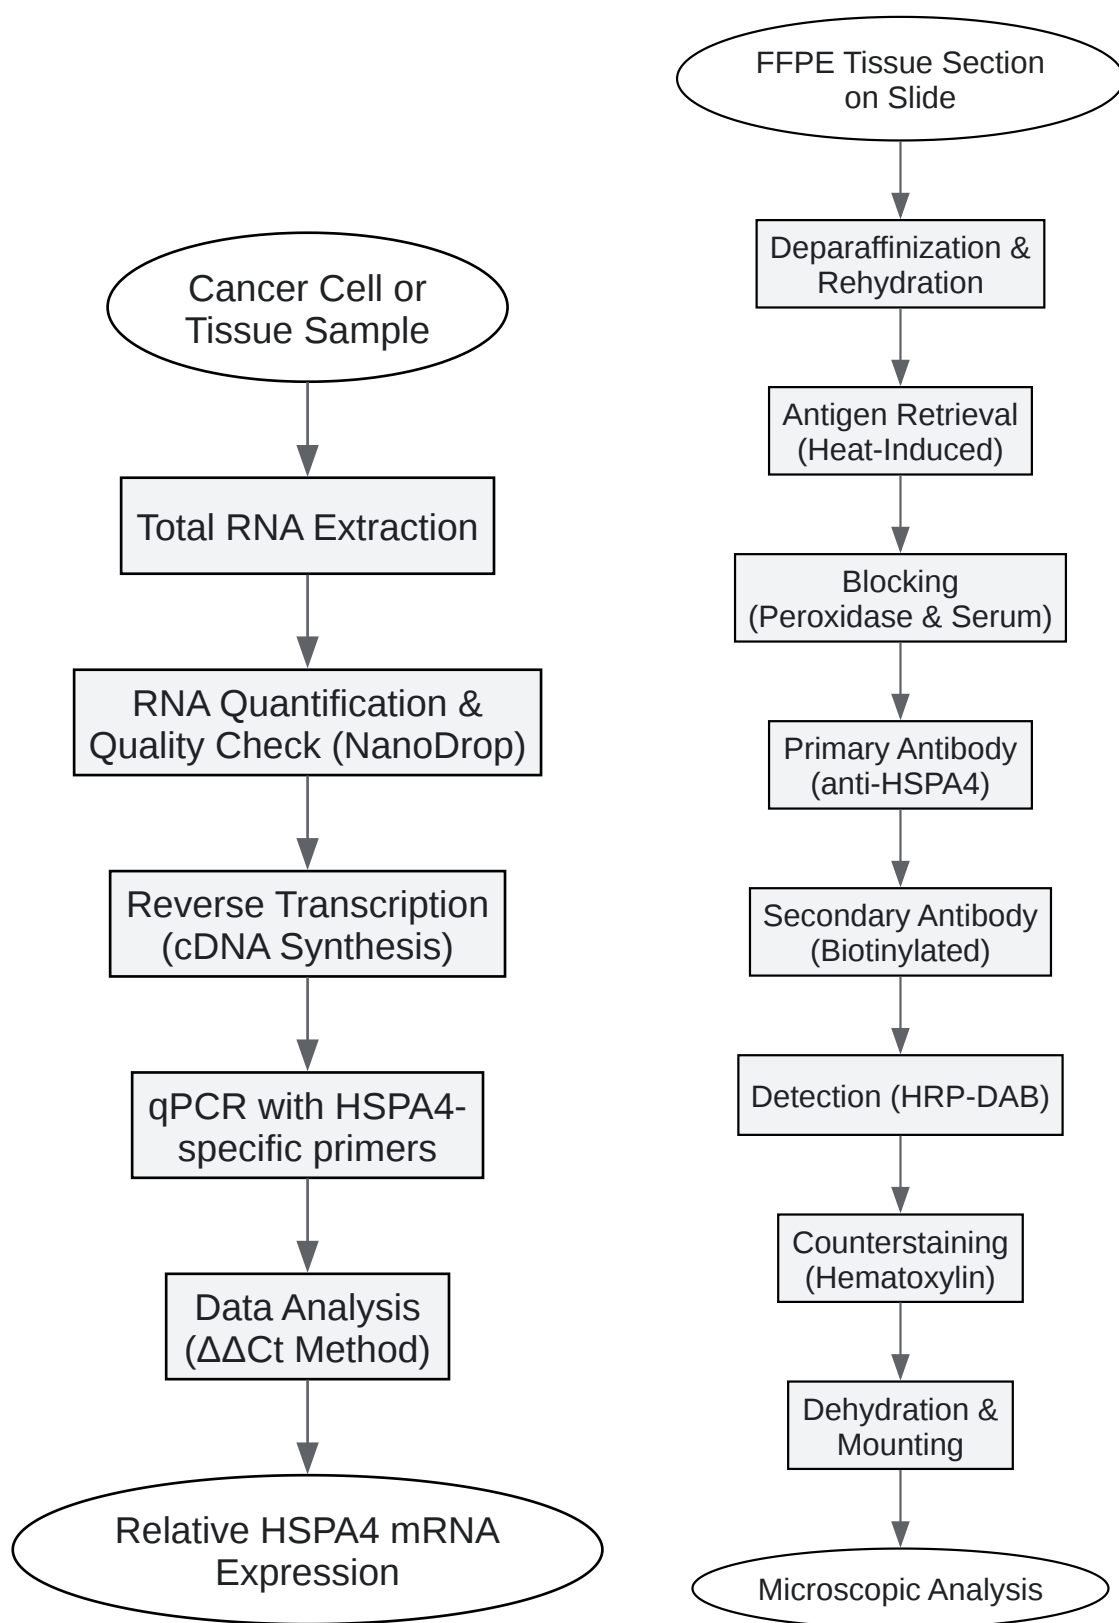 Cancer Cell or
Tissue Sample
Total RNA Extraction
RNA Quantification &
Quality Check (NanoDrop)
Reverse Transcription
(cDNA Synthesis)
qPCR with HSPA4-
specific primers
Data Analysis
(ΔΔCt Method)
Relative HSPA4 mRNA
Expression
FFPE Tissue Section
on Slide
Deparaffinization &
Rehydration
Antigen Retrieval
(Heat-Induced)
Blocking
(Peroxidase & Serum)
Primary Antibody
(anti-HSPA4)
Secondary Antibody
(Biotinylated)
Detection (HRP-DAB)
Counterstaining
(Hematoxylin)
Dehydration &
Mounting
Microscopic Analysis